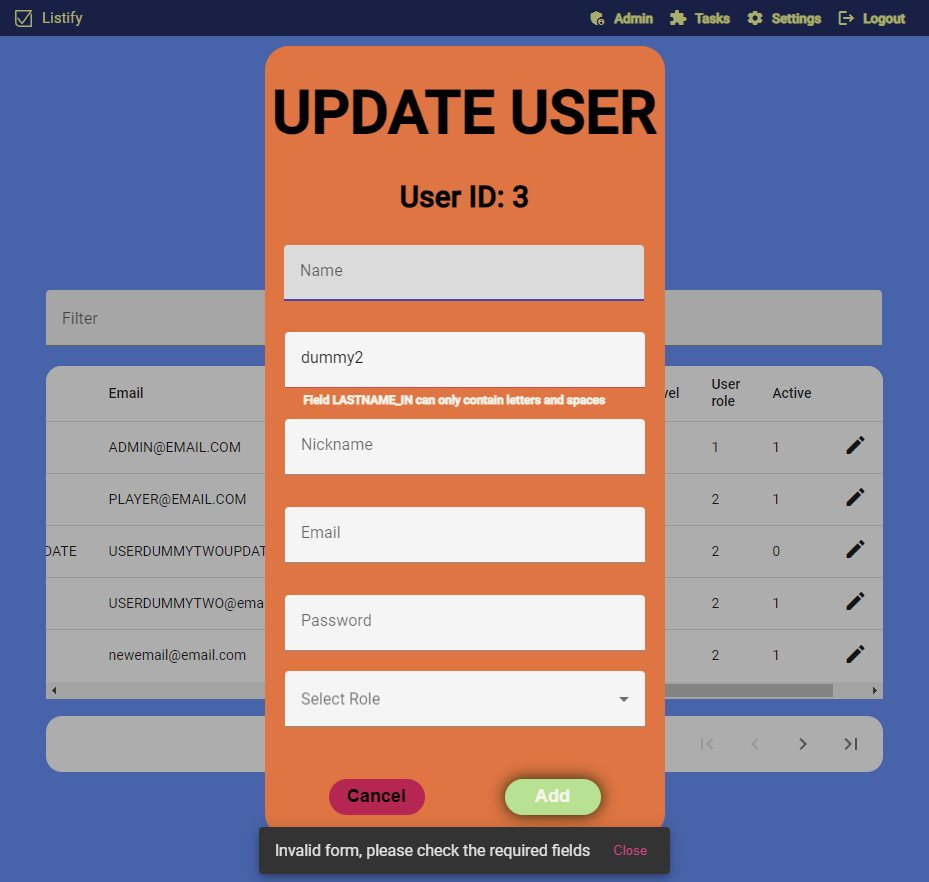 Listify
Admin
Tasks
Settings
Logout
UPDATE USER
User ID: 3
Name
dummy2
Field LASTNAME_IN can only contain letters and spaces
Nickname
Email
Password
Select Role
Cancel
Add
Filter
Email
vel
User
role
Active
ADMIN@EMAIL.COM
1
1
PLAYER@EMAIL.COM
2
1
DATE
USERDUMMYTWOUPDAT
2
0
USERDUMMYTWO@ema
2
1
newemail@email.com
2
1
Invalid form, please check the required fields
Close